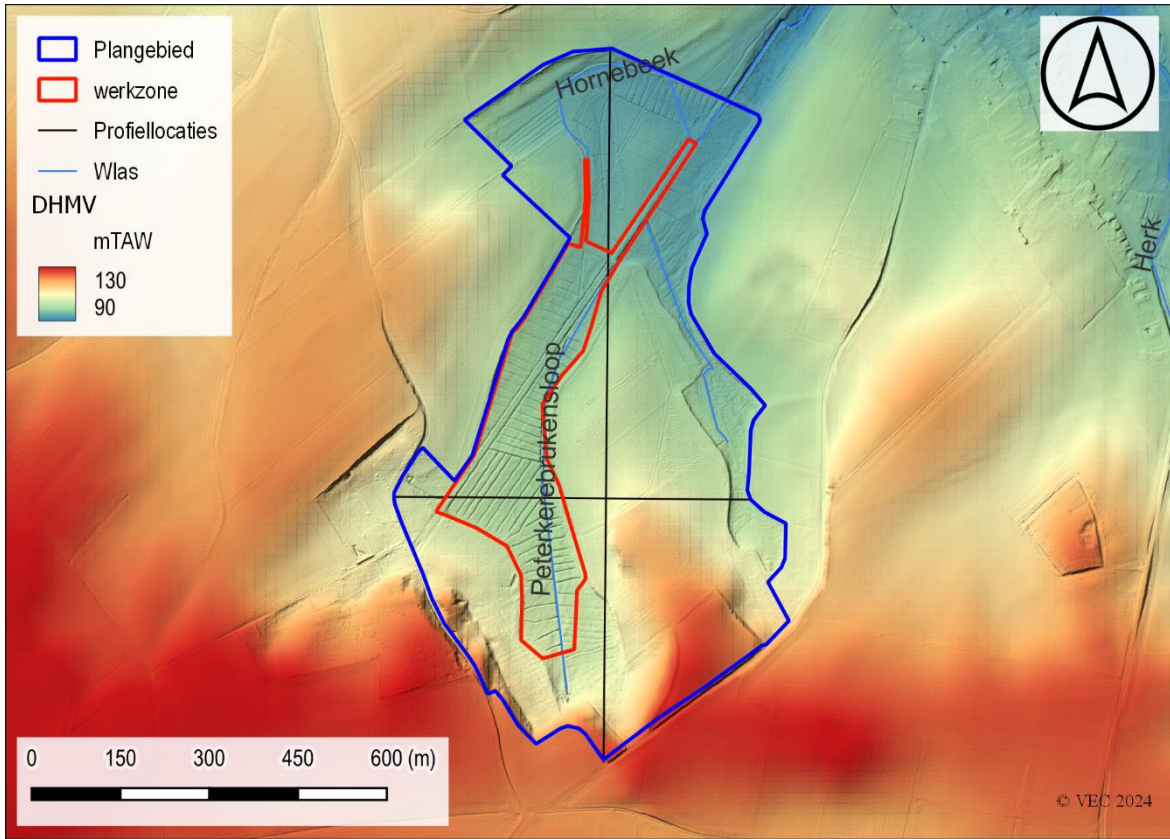 Plangebied
werkzone
Profiellocaties
Wlas
DHMV
mTAW
130
90
Hornebeek
Herk
Peterkerebrukensloop
0 150 300 450 600 (m)
© VEC 2024